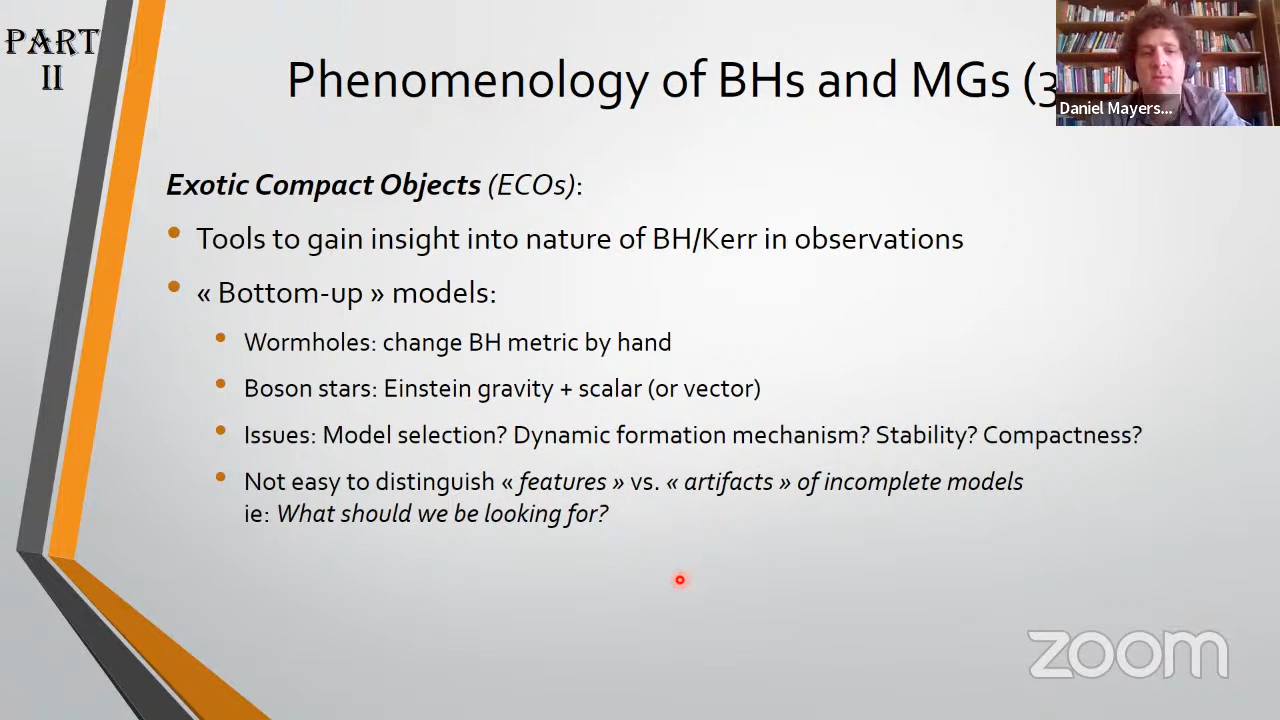 PART
II
Phenomenology of BHs and MGs (3
Daniel Mayers...
Exotic Compact Objects (ECOs):
• Tools to gain insight into nature of BH/Kerr in observations
• « Bottom-up » models:
• Wormholes: change BH metric by hand
• Boson stars: Einstein gravity + scalar (or vector)
• Issues: Model selection? Dynamic formation mechanism? Stability? Compactness?
• Not easy to distinguish « features » vs. « artifacts » of incomplete models
ie: What should we be looking for?
zoom